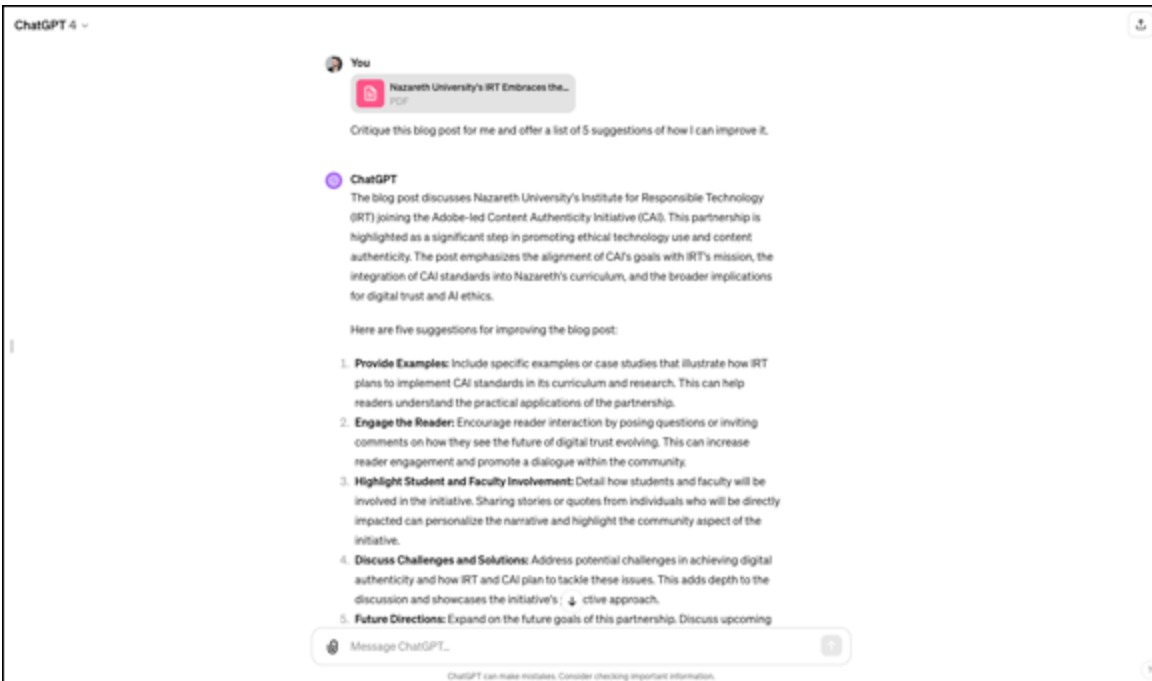 ChatGPT 4
You
Nazareth University's IRT Embraces the...
PDF
Critique this blog post for me and offer a list of 5 suggestions of how I can improve it.
ChatGPT
The blog post discusses Nazareth University's Institute for Responsible Technology
(IRT) joining the Adobe-led Content Authenticity Initiative (CAI). This partnership is
highlighted as a significant step in promoting ethical technology use and content
authenticity. The post emphasizes the alignment of CAI's goals with IRT's mission, the
integration of CAI standards into Nazareth's curriculum, and the broader implications
for digital trust and AI ethics.
Here are five suggestions for improving the blog post:
1. Provide Examples: Include specific examples or case studies that illustrate how IRT
plans to implement CAI standards in its curriculum and research. This can help
readers understand the practical applications of the partnership.
2. Engage the Reader: Encourage reader interaction by posing questions or inviting
comments on how they see the future of digital trust evolving. This can increase
reader engagement and promote a dialogue within the community.
3. Highlight Student and Faculty Involvement: Detail how students and faculty will be
involved in the initiative. Sharing stories or quotes from individuals who will be directly
impacted can personalize the narrative and highlight the community aspect of the
initiative.
4. Discuss Challenges and Solutions: Address potential challenges in achieving digital
authenticity and how IRT and CAI plan to tackle these issues. This adds depth to the
discussion and showcases the initiative's ctive approach.
5. Future Directions: Expand on the future goals of this partnership. Discuss upcoming
Message ChatGPT...
ChatGPT can make mistakes. Consider checking important information.
?